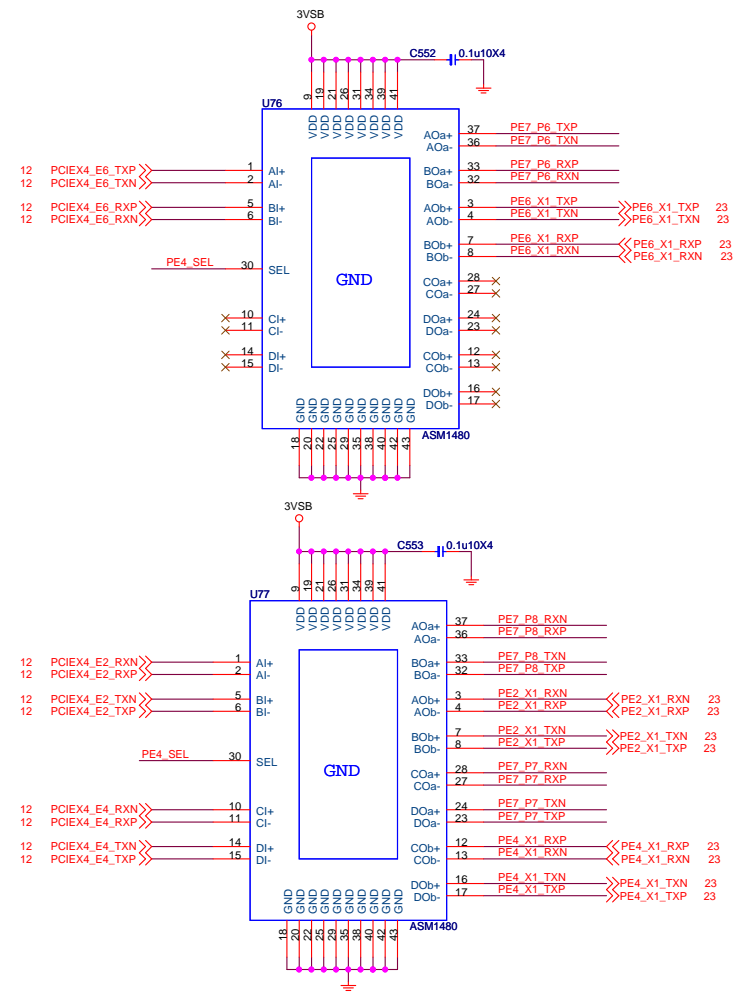 3VSB
C552 0.1u10X4
9 19 21 26 31 34 39 41
U76
VDD VDD VDD VDD VDD VDD VDD VDD
AOa+ 37 PE7_P6_TXP
AOa- 36 PE7_P6_TXN
12 PCIEX4_E6_TXP 1 AI+ BOa+ 33 PE7_P6_RXP
12 PCIEX4_E6_TXN 2 AI- BOa- 32 PE7_P6_RXN
12 PCIEX4_E6_RXP 5 BI+ AOb+ 3 PE6_X1_TXP PE6_X1_TXP 23
12 PCIEX4_E6_RXN 6 BI- AOb- 4 PE6_X1_TXN PE6_X1_TXN 23
BOb+ 7 PE6_X1_RXP PE6_X1_RXP 23
BOb- 8 PE6_X1_RXN PE6_X1_RXN 23
PE4_SEL 30 SEL
GND
COa+ 28
COa- 27
10 CI+ DOa+ 24
11 CI- DOa- 23
14 DI+ COb+ 12
15 DI- COb- 13
DOb+ 16
DOb- 17
GND GND GND GND GND GND GND GND GND GND
18 20 22 25 29 35 38 40 42 43
ASM1480
3VSB
C553 0.1u10X4
9 19 21 26 31 34 39 41
U77
VDD VDD VDD VDD VDD VDD VDD VDD
AOa+ 37 PE7_P8_RXN
AOa- 36 PE7_P8_RXP
12 PCIEX4_E2_RXN 1 AI+ BOa+ 33 PE7_P8_TXN
12 PCIEX4_E2_RXP 2 AI- BOa- 32 PE7_P8_TXP
12 PCIEX4_E2_TXN 5 BI+ AOb+ 3 PE2_X1_RXN PE2_X1_RXN 23
12 PCIEX4_E2_TXP 6 BI- AOb- 4 PE2_X1_RXP PE2_X1_RXP 23
BOb+ 7 PE2_X1_TXN PE2_X1_TXN 23
BOb- 8 PE2_X1_TXP PE2_X1_TXP 23
PE4_SEL 30 SEL
GND
COa+ 28 PE7_P7_RXN
COa- 27 PE7_P7_RXP
12 PCIEX4_E4_RXN 10 CI+ DOa+ 24 PE7_P7_TXN
12 PCIEX4_E4_RXP 11 CI- DOa- 23 PE7_P7_TXP
12 PCIEX4_E4_TXN 14 DI+ COb+ 12 PE4_X1_RXP PE4_X1_RXP 23
12 PCIEX4_E4_TXP 15 DI- COb- 13 PE4_X1_RXN PE4_X1_RXN 23
DOb+ 16 PE4_X1_TXN PE4_X1_TXN 23
DOb- 17 PE4_X1_TXP PE4_X1_TXP 23
GND GND GND GND GND GND GND GND GND GND
18 20 22 25 29 35 38 40 42 43
ASM1480